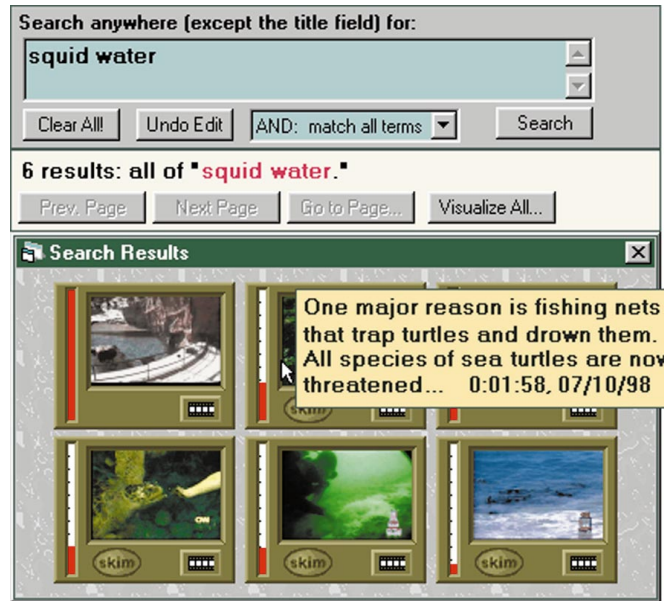 Search anywhere (except the title field) for:
squid water
Clear All!
Undo Edit
AND: match all terms
Search
6 results: all of "squid water."
Prev. Page
Next Page
Go to Page...
Visualize All...
Search Results
One major reason is fishing nets
that trap turtles and drown them.
All species of sea turtles are now
threatened... 0:01:58, 07/10/98
skim
skim
skim
skim